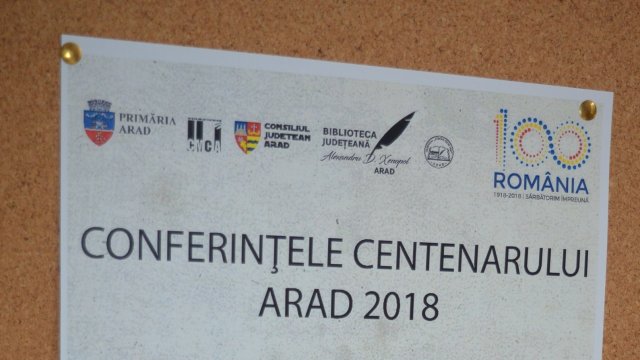 PRIMĂRIA
ARAD
CMCA
CONSILIUL
JUDEȚEAN
ARAD
BIBLIOTECA
JUDEȚEANĂ
Alexandru D. Xenopol
ARAD
100
ROMÂNIA
1918-2018 | SĂRBĂTORIM ÎMPREUNĂ
CONFERINŢELE CENTENARULUI
ARAD 2018